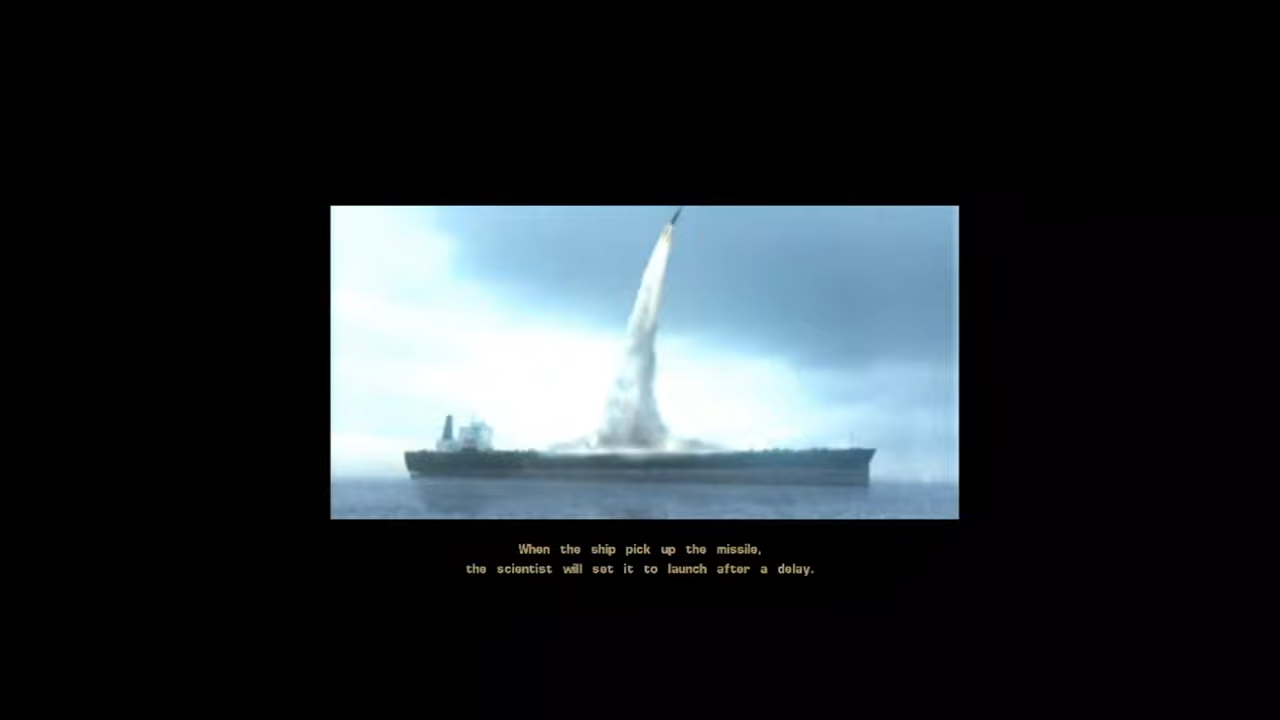 When the ship pick up the missile,
the scientist will set it to launch after a delay.